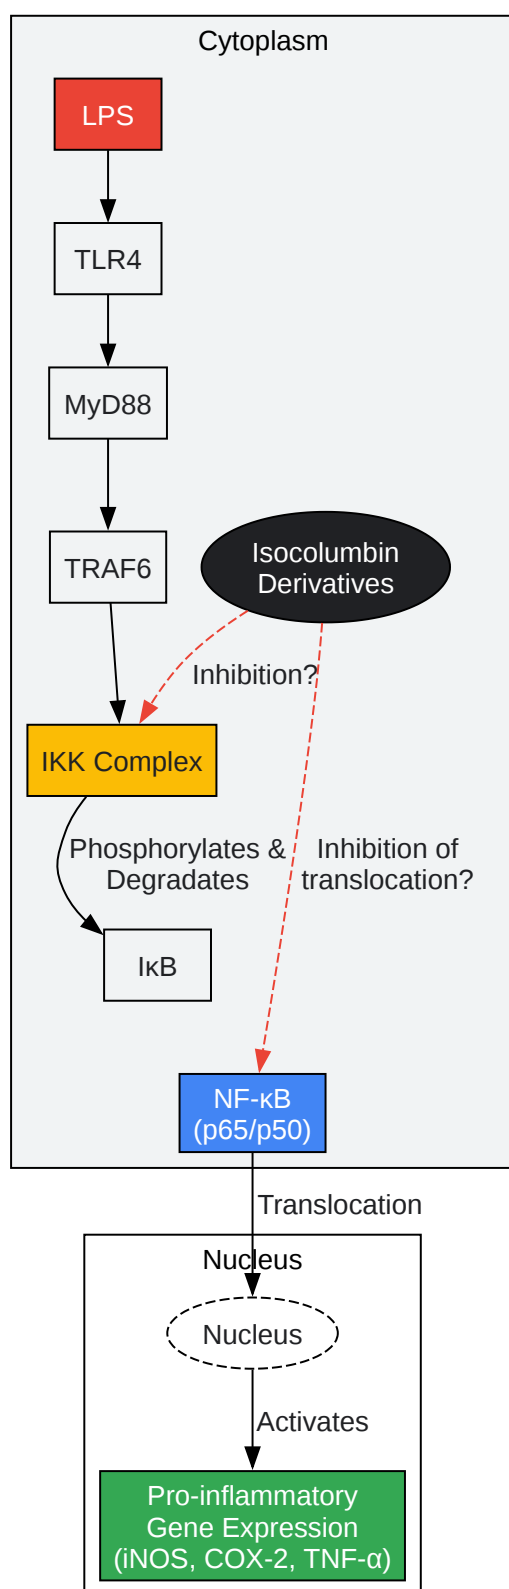 Cytoplasm
LPS
TLR4
MyD88
TRAF6
Isocolumbin
Derivatives
Inhibition?
IKK Complex
Phosphorylates &
Degradates
Inhibition of
translocation?
IκB
NF-κB
(p65/p50)
Translocation
Nucleus
Nucleus
Activates
Pro-inflammatory
Gene Expression
(iNOS, COX-2, TNF-α)